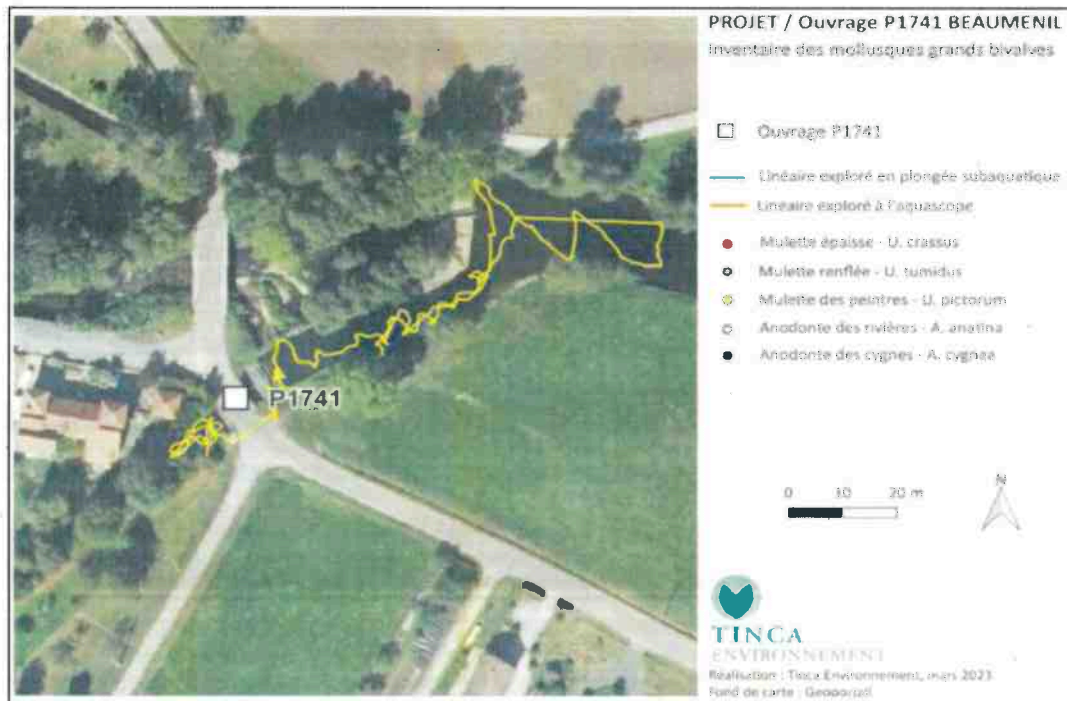 PROJET / Ouvrage P1741 BEAUMENIL
Inventaire des mollusques grands bivalves
Ouvrage P1741
Linéaire exploré en plongée subaquatique
Linéaire exploré à l'aquascope
Mulette épaisse - U. crassus
Mulette renflée - U. tumidus
Mulette des peintres - U. pictorum
Anodonte des rivières - A. anatina
Anodonte des cygnes - A. cygnea
P1741
0 10 20 m
N
TINCA
ENVIRONNEMENT
Réalisation : Tinca Environnement, mars 2023
Fond de carte : Géoportail